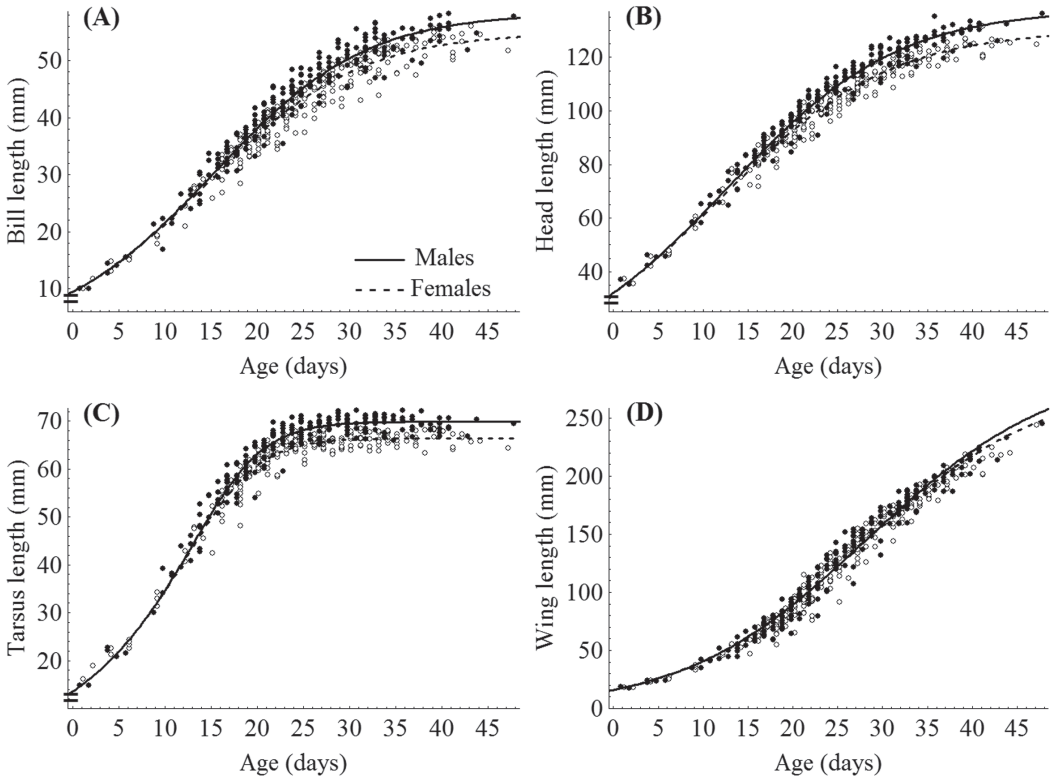 (A)
Bill length (mm)
50
40
30
20
10
0 5 10 15 20 25 30 35 40 45
Age (days)
Males
Females
(B)
Head length (mm)
120
100
80
60
40
0 5 10 15 20 25 30 35 40 45
Age (days)
(C)
Tarsus length (mm)
70
60
50
40
30
20
0 5 10 15 20 25 30 35 40 45
Age (days)
(D)
Wing length (mm)
250
200
150
100
50
0
0 5 10 15 20 25 30 35 40 45
Age (days)